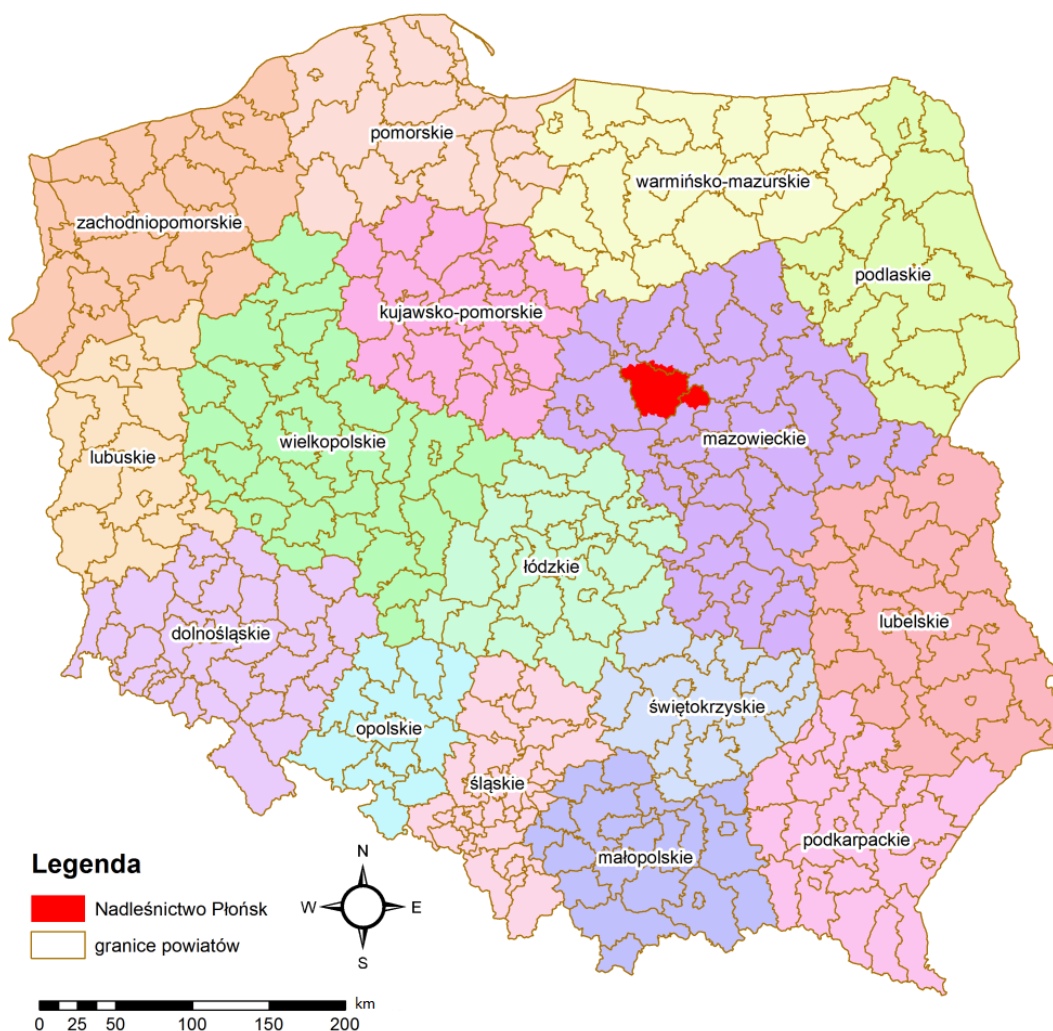 pomorskie
warmińsko-mazurskie
zachodniopomorskie
podlaskie
kujawsko-pomorskie
mazowieckie
wielkopolskie
lubuskie
łódzkie
lubelskie
dolnośląskie
świętokrzyskie
opolskie
śląskie
podkarpackie
małopolskie
Legenda
Nadleśnictwo Płońsk
granice powiatów
N
W E
S
km
0 25 50 100 150 200